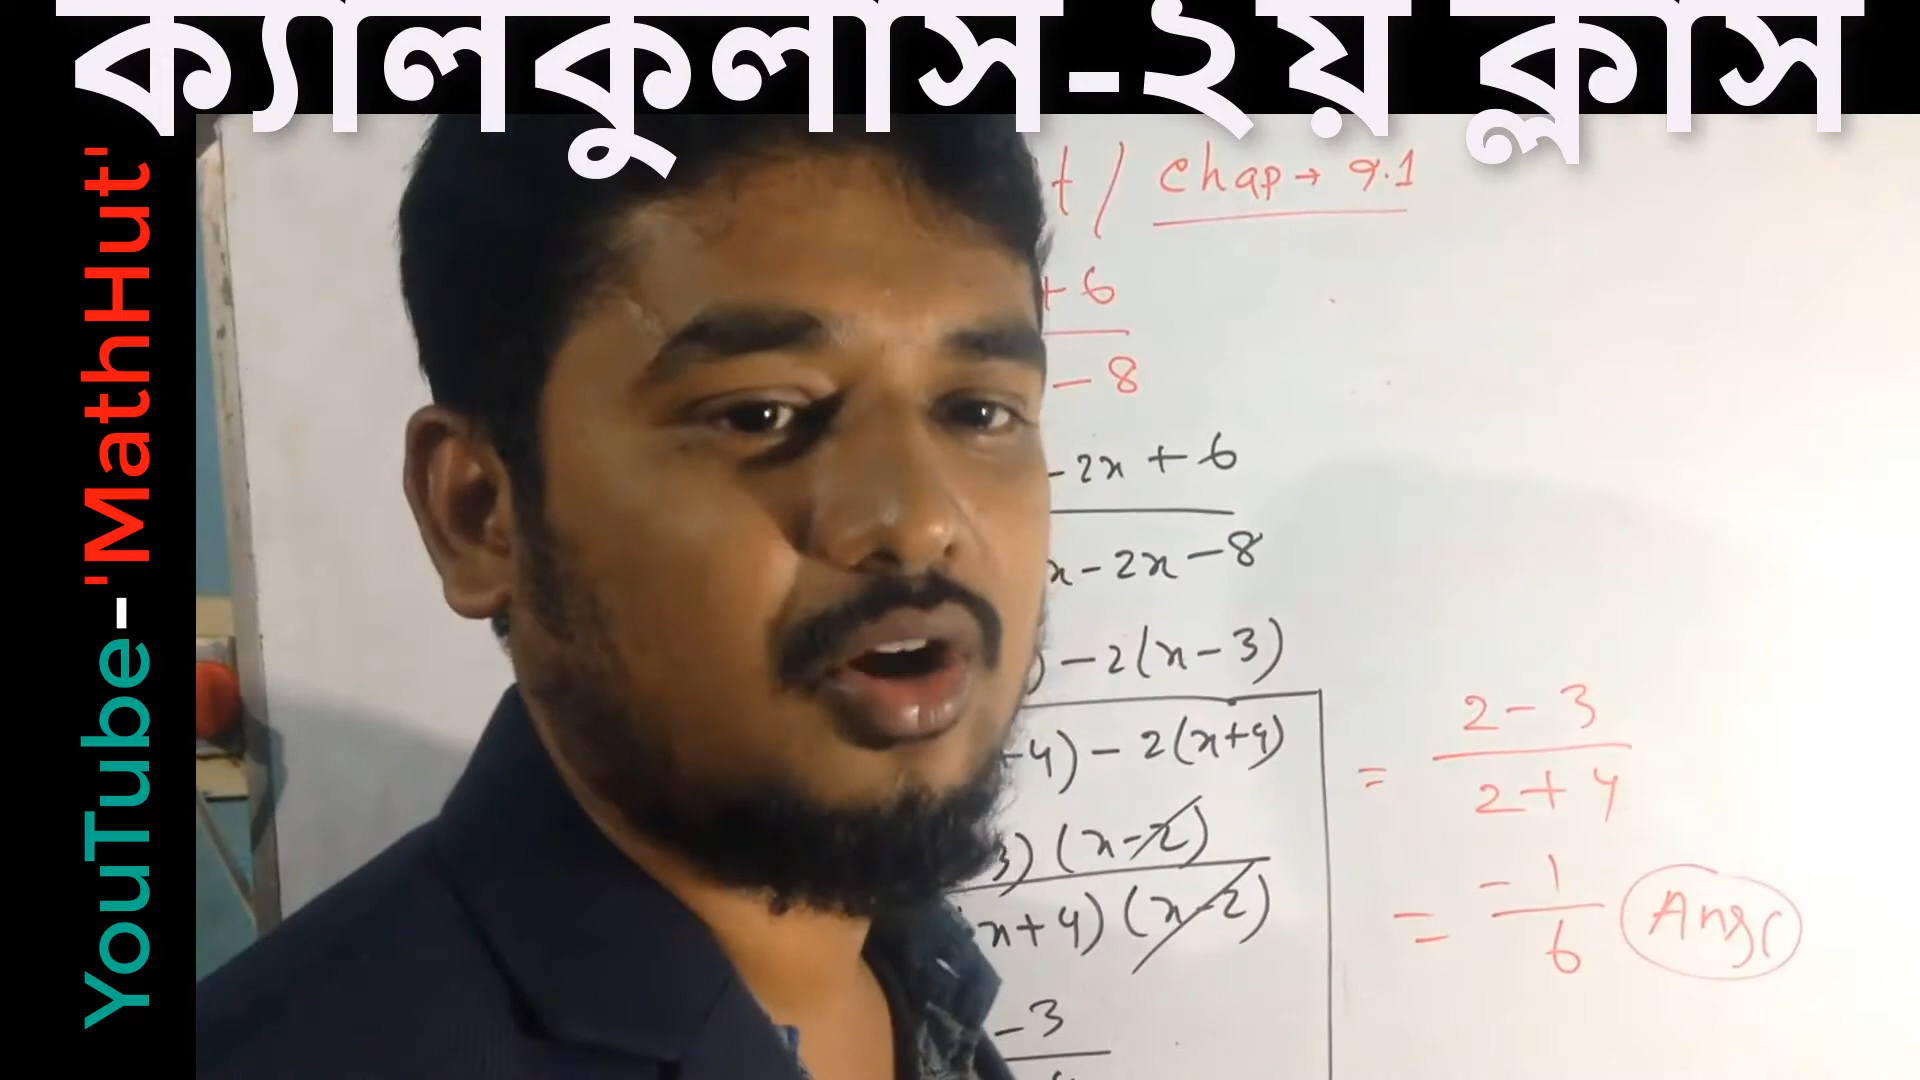 ক্যালকুলাস-২য় ক্লাস
YouTube-'MathHut'
t / Chap → 9.1
+ 6
- 8
- 2x + 6
x - 2x - 8
) - 2(x - 3)
+4) - 2(x+4)
3) (x-2)
x+4) (x-2)
- 3
= 2 - 3
2 + 4
= - 1
6
Ansr